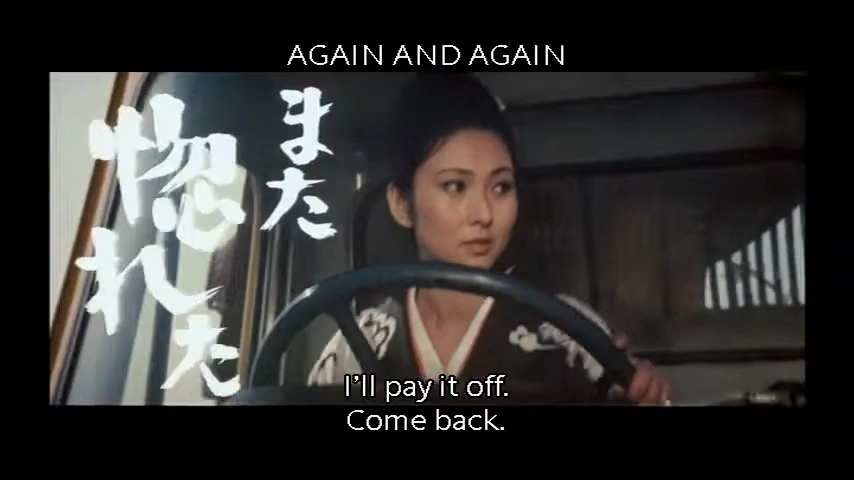 AGAIN AND AGAIN
また
惚れた
I'll pay it off.
Come back.